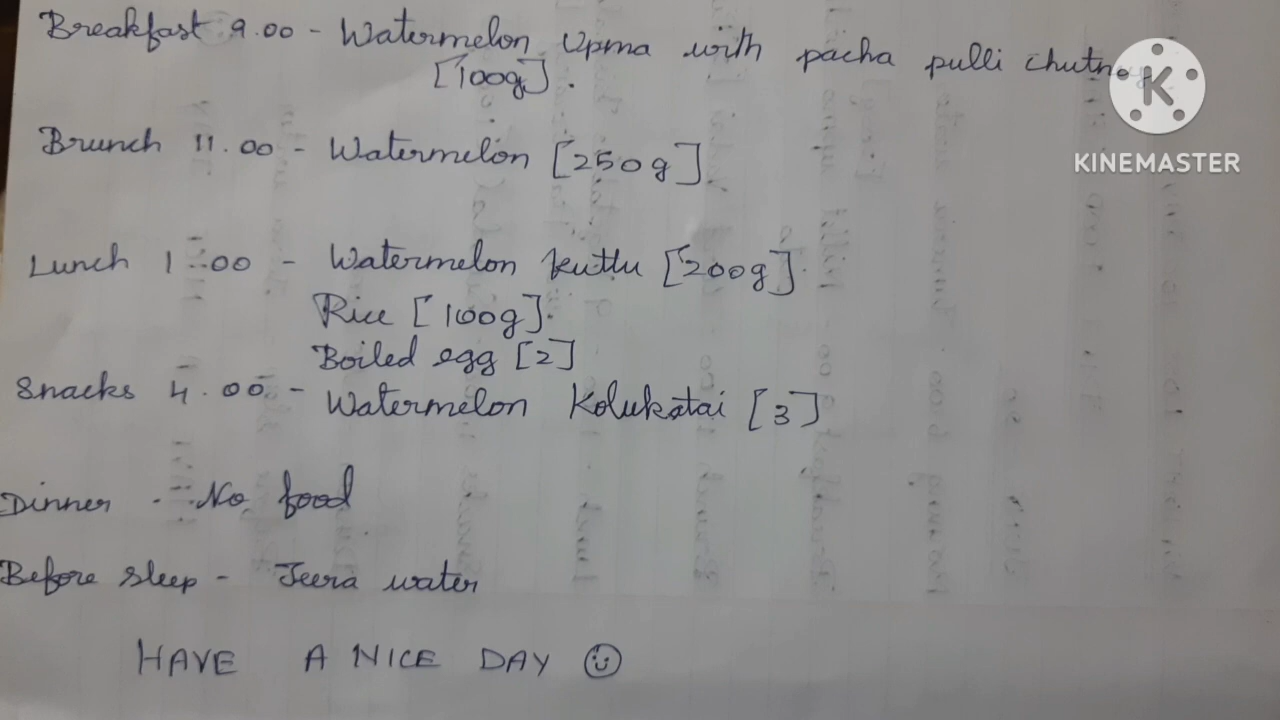 Breakfast 9.00 - Watermelon Upma with pacha pulli chutney
[100g].
Brunch 11.00 - Watermelon [250g]
Lunch 1.00 - Watermelon kuttu [200g].
Rice [100g].
Boiled egg [2]
Snacks 4.00 - Watermelon Kolukatai [3]
Dinner - No food
Before sleep - Jeera water
HAVE A NICE DAY
K
KINEMASTER